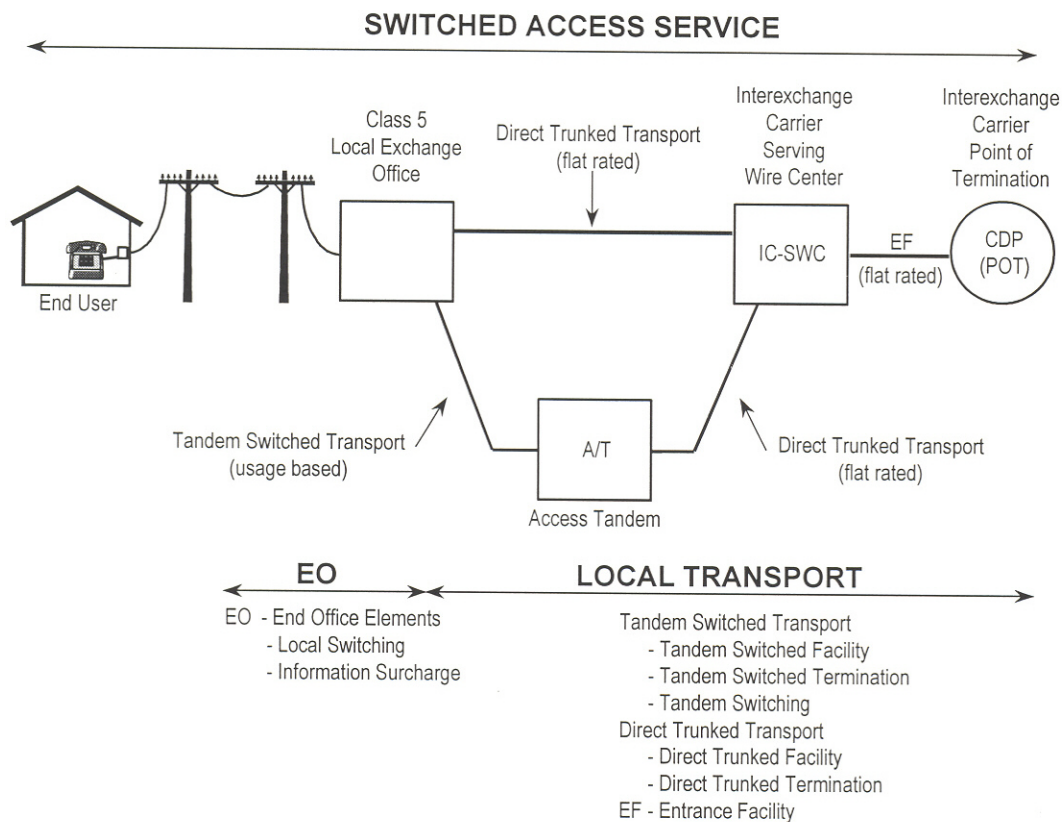 SWITCHED ACCESS SERVICE
Class 5
Local Exchange
Office
Direct Trunked Transport
(flat rated)
Interexchange
Carrier
Serving
Wire Center
Interexchange
Carrier
Point of
Termination
End User
IC-SWC
EF
(flat rated)
CDP
(POT)
Tandem Switched Transport
(usage based)
A/T
Access Tandem
Direct Trunked Transport
(flat rated)
EO
EO - End Office Elements
- Local Switching
- Information Surcharge
LOCAL TRANSPORT
Tandem Switched Transport
- Tandem Switched Facility
- Tandem Switched Termination
- Tandem Switching
Direct Trunked Transport
- Direct Trunked Facility
- Direct Trunked Termination
EF - Entrance Facility